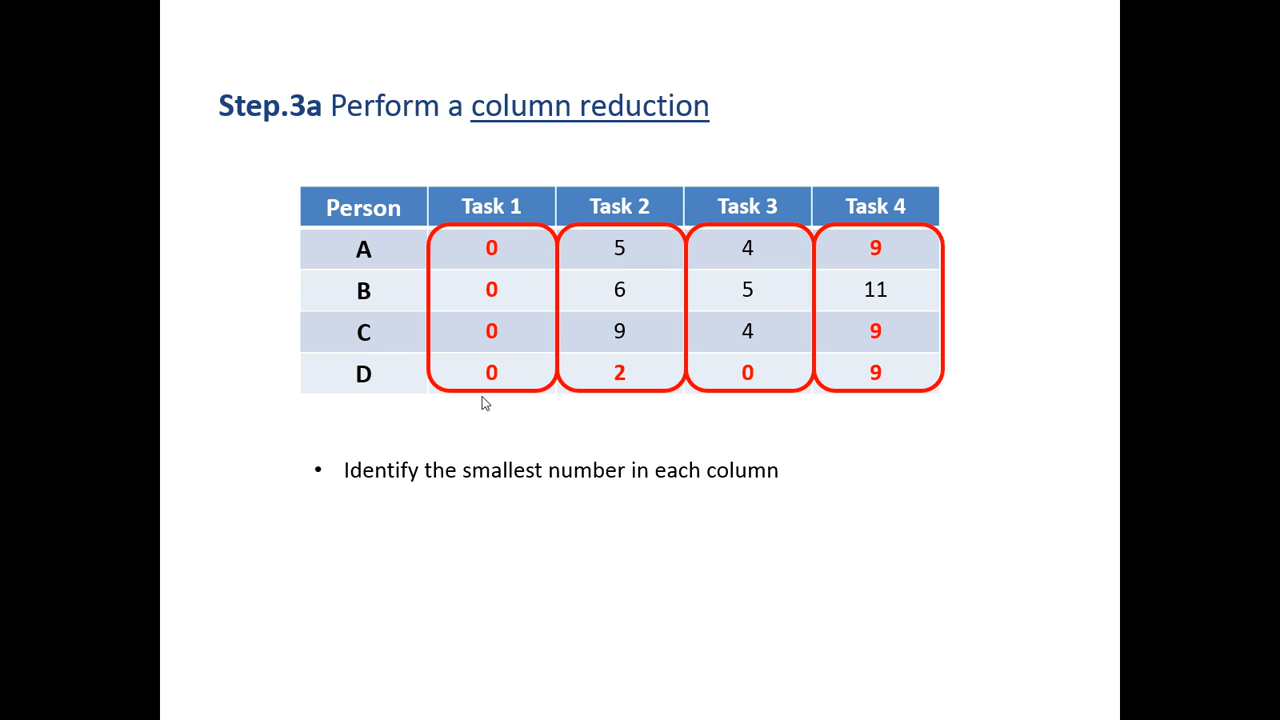 Step.3a Perform a column reduction
Person Task 1 Task 2 Task 3 Task 4
A 0 5 4 9
B 0 6 5 11
C 0 9 4 9
D 0 2 0 9
• Identify the smallest number in each column